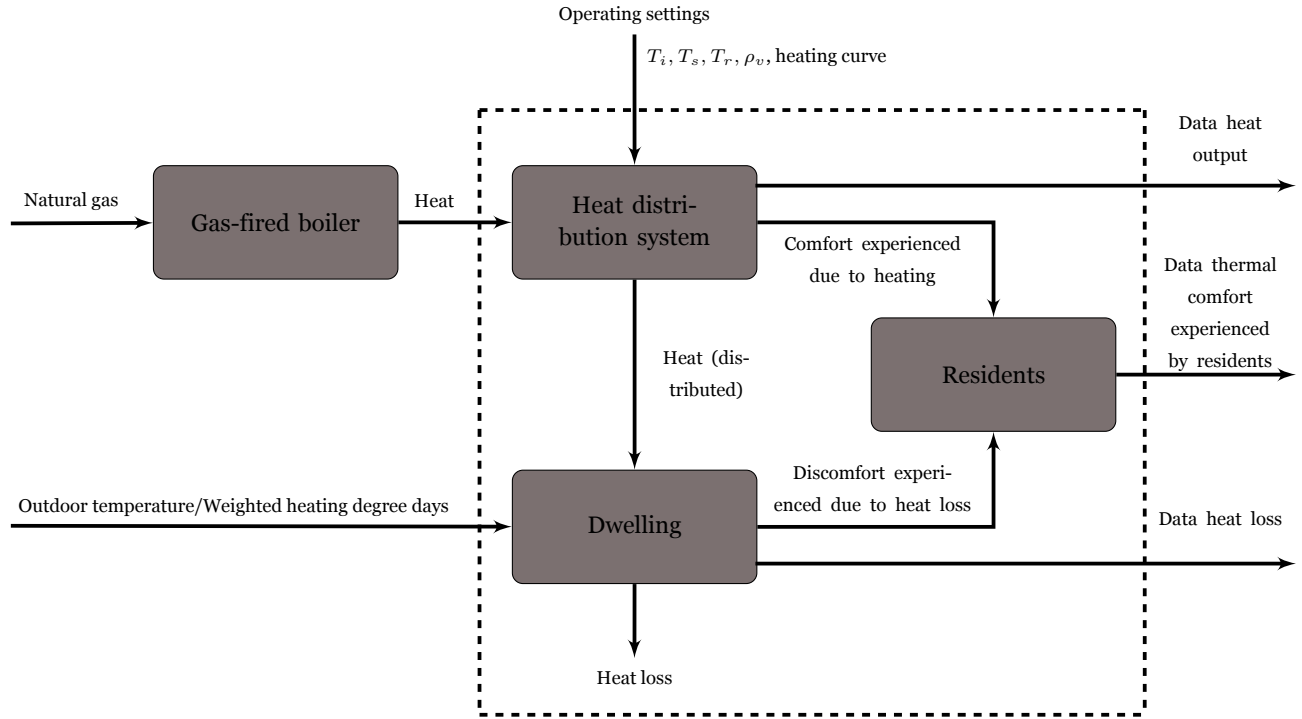 Operating settings
T_i, T_s, T_r, ρ_v, heating curve
Data heat
output
Natural gas
Gas-fired boiler
Heat
Heat distri-
bution system
Comfort experienced
due to heating
Data thermal
comfort
experienced
by residents
Heat (dis-
tributed)
Residents
Outdoor temperature/Weighted heating degree days
Dwelling
Discomfort experi-
enced due to heat loss
Data heat loss
Heat loss